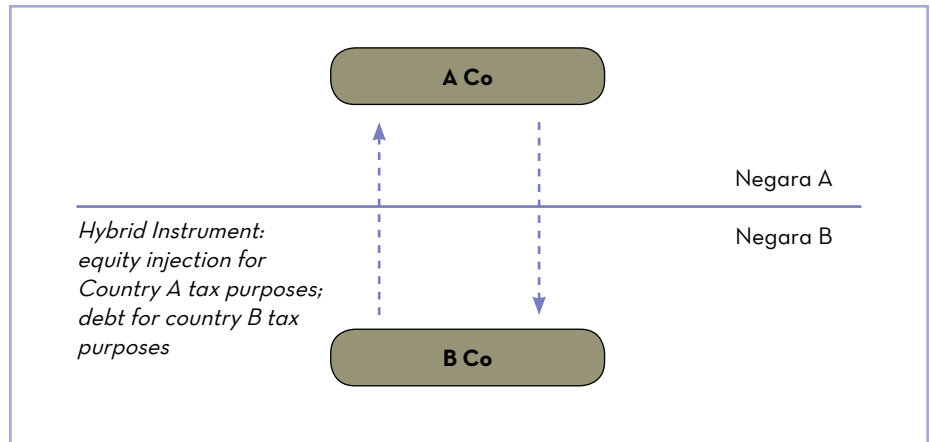 A Co
Negara A
Hybrid Instrument:
equity injection for
Country A tax purposes;
debt for country B tax
purposes
Negara B
B Co